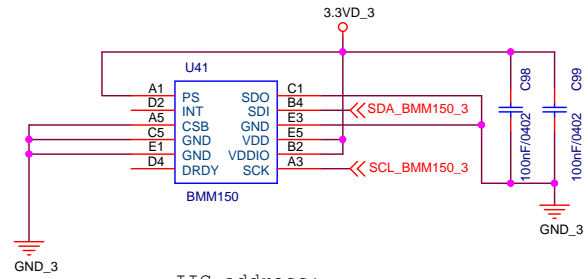 3.3VD_3
U41
A1 PS SDO C1
D2 INT SDI B4 SDA_BMM150_3
A5 CSB GND E3
C5 GND VDD E5
E1 GND VDDIO B2
D4 DRDY SCK A3 SCL_BMM150_3
BMM150
C98
100nF/0402
C99
100nF/0402
GND_3
GND_3
IIC address: